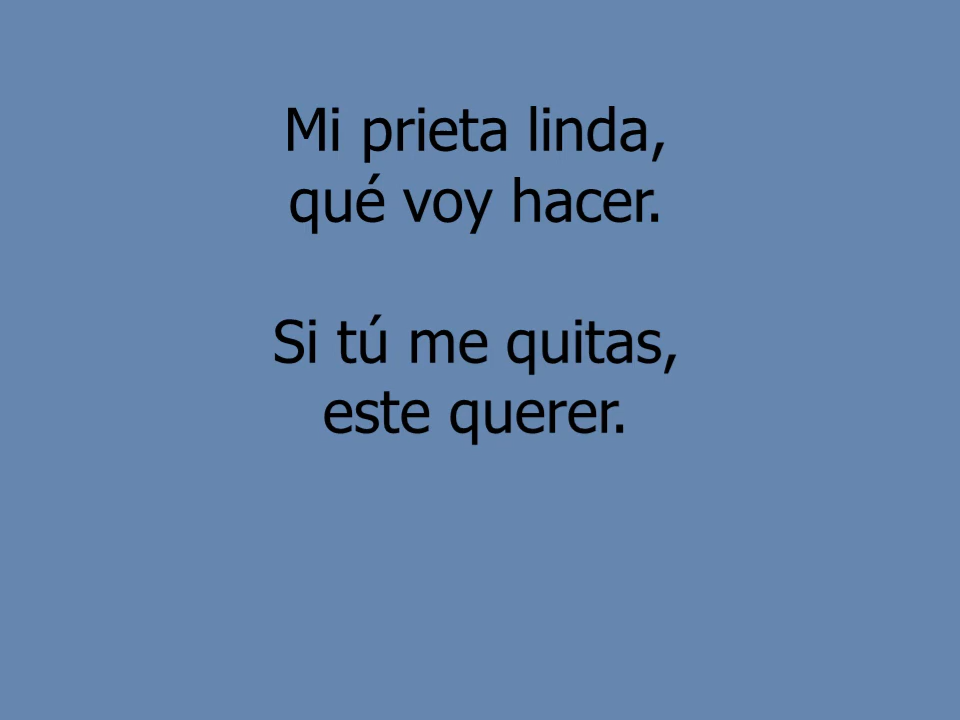 Mi prieta linda,
qué voy hacer.
Si tú me quitas,
este querer.